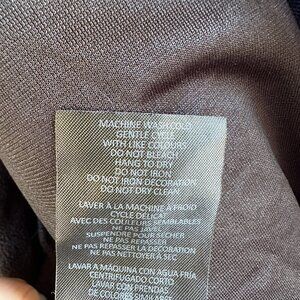 MACHINE WASH COLD
GENTLE CYCLE
WITH LIKE COLOURS
DO NOT BLEACH
HANG TO DRY
DO NOT IRON
DO NOT IRON DECORATION
DO NOT DRY CLEAN
LAVER À LA MACHINE À FROID
CYCLE DÉLICAT
AVEC DES COULEURS SEMBLABLES
NE PAS JAVEL
SUSPENDRE POUR SÉCHER
NE PAS REPASSER
NE PAS REPASSER LA DÉCORATION
NE PAS NETTOYER À SEC
LAVAR A MAQUINA CON AGUA FRÍA
CENTRIFUGADO CORTO
LAVAR CON PRENDAS
DE COLORES